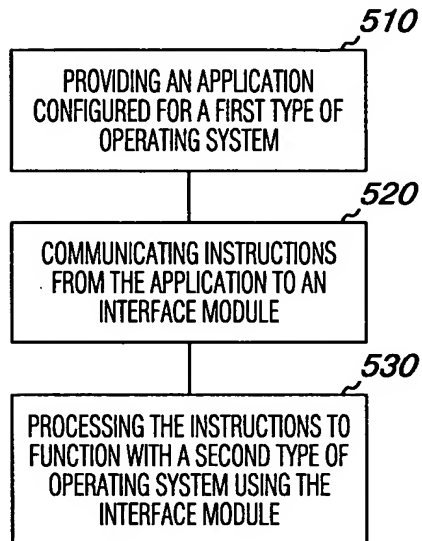 510
PROVIDING AN APPLICATION
CONFIGURED FOR A FIRST TYPE OF
OPERATING SYSTEM
520
COMMUNICATING INSTRUCTIONS
FROM THE APPLICATION TO AN
INTERFACE MODULE
530
PROCESSING THE INSTRUCTIONS TO
FUNCTION WITH A SECOND TYPE OF
OPERATING SYSTEM USING THE
INTERFACE MODULE